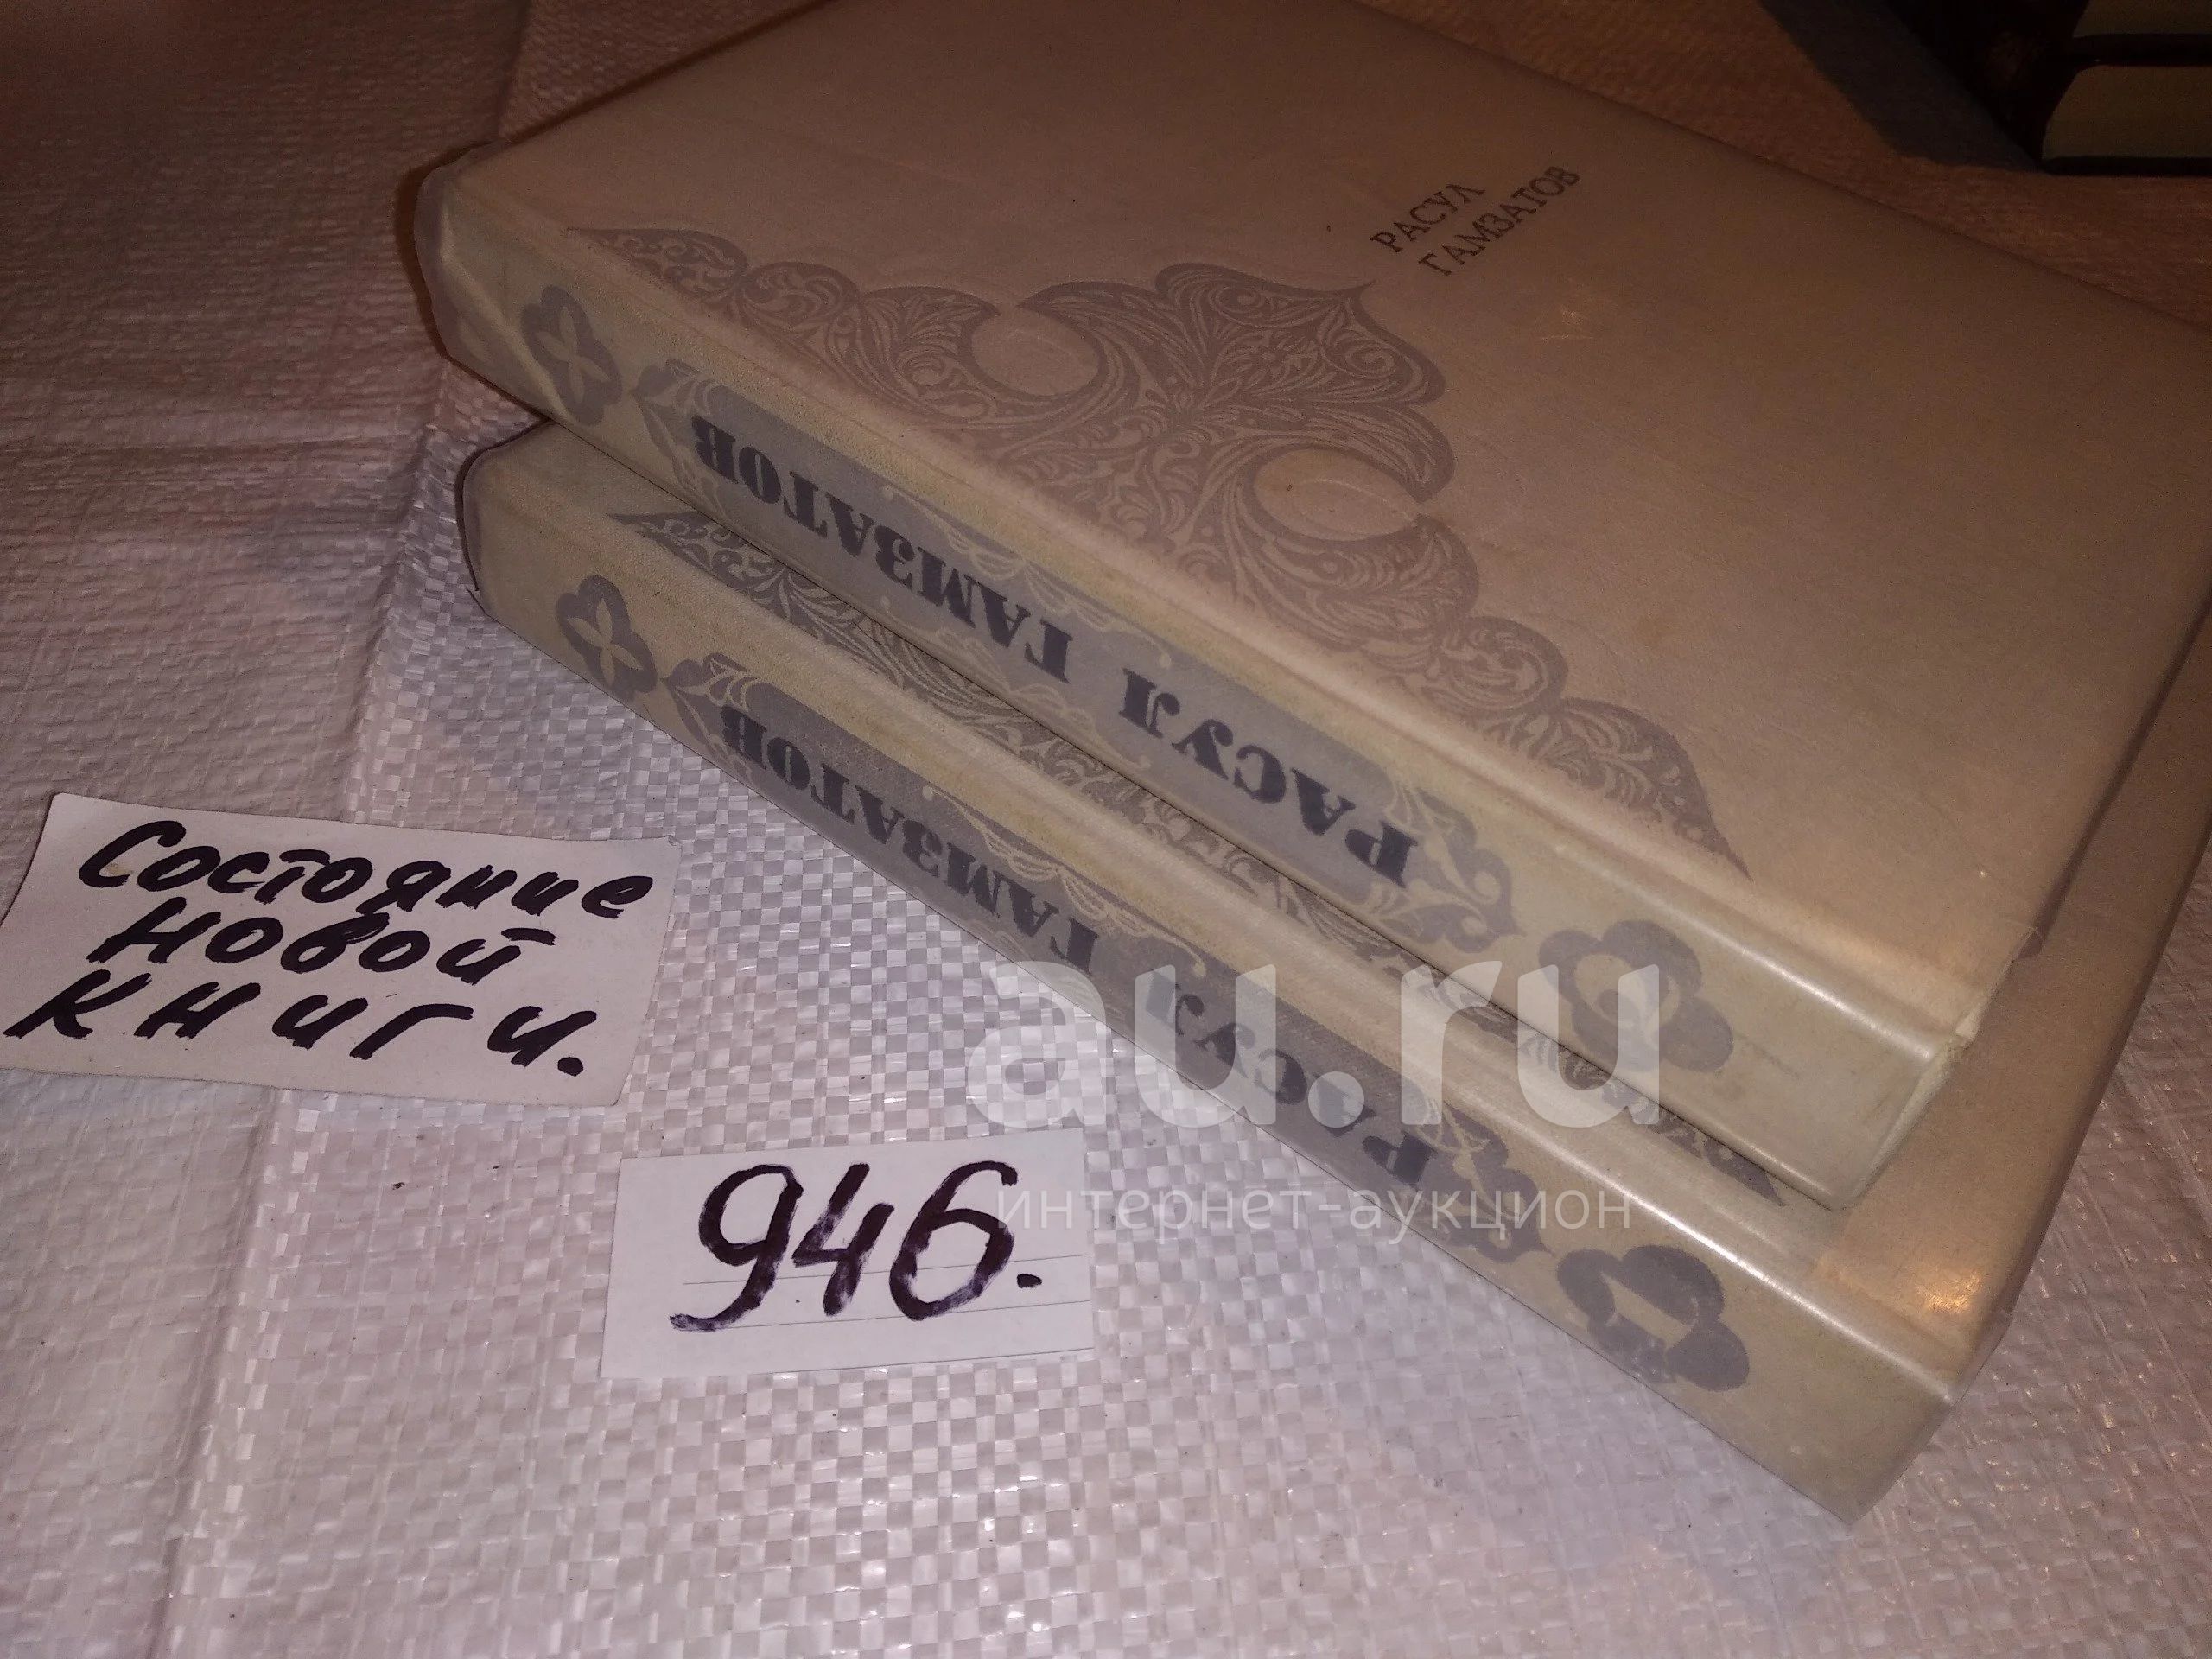 РАСУЛ
ГАМЗАТОВ
РАСУЛ ГАМЗАТОВ
РАСУЛ ГАМЗАТОВ
Состояние
новой
книги.
946.
au.ru
интернет-аукцион